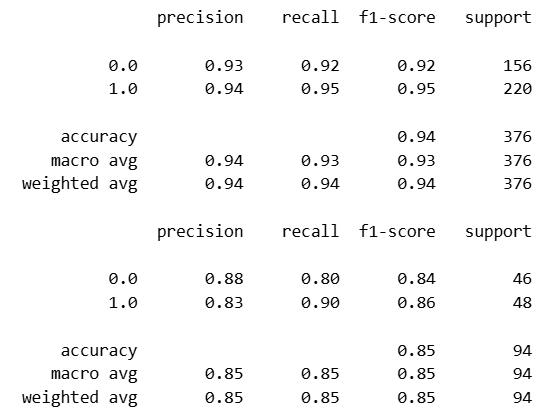 precision recall f1-score support
0.0 0.93 0.92 0.92 156
1.0 0.94 0.95 0.95 220
accuracy 0.94 376
macro avg 0.94 0.93 0.93 376
weighted avg 0.94 0.94 0.94 376
precision recall f1-score support
0.0 0.88 0.80 0.84 46
1.0 0.83 0.90 0.86 48
accuracy 0.85 94
macro avg 0.85 0.85 0.85 94
weighted avg 0.85 0.85 0.85 94